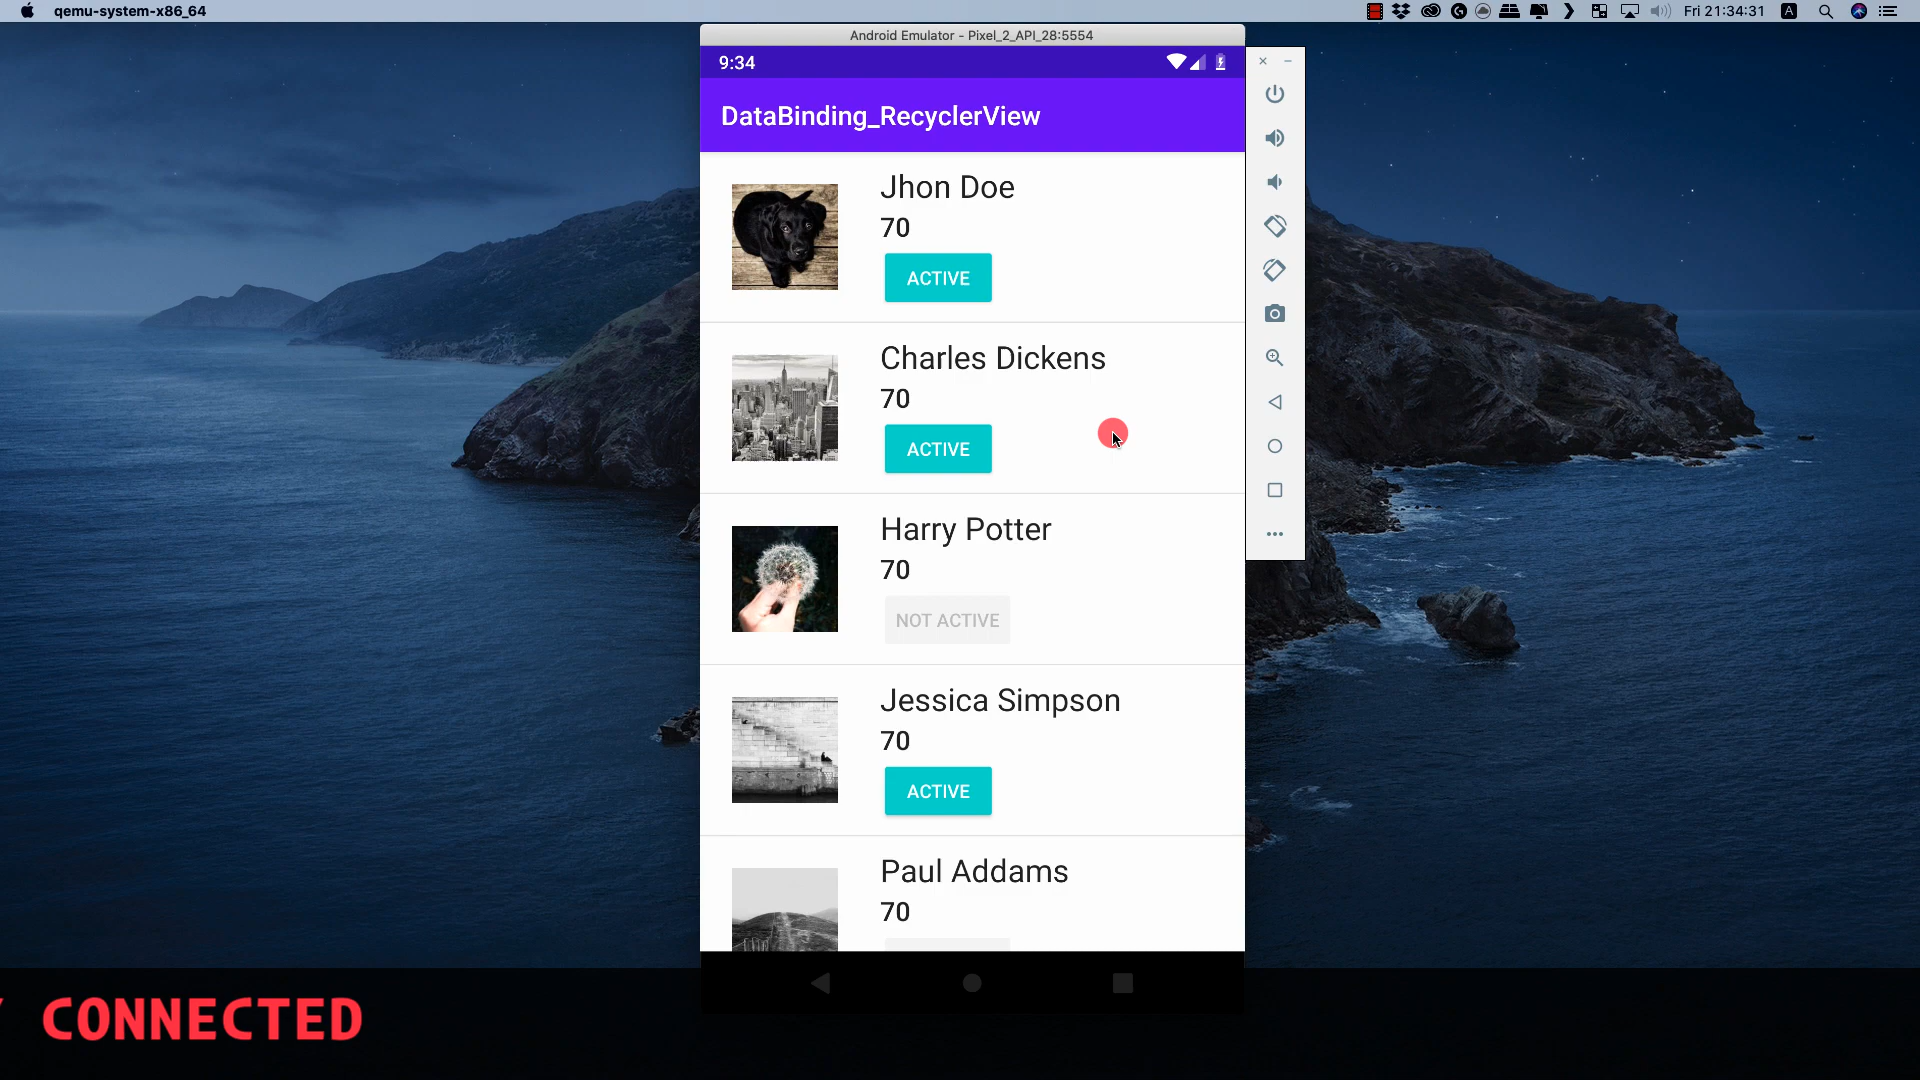 qemu-system-x86_64
Fri 21:34:31
A
Android Emulator - Pixel_2_API_28:5554
9:34
DataBinding_RecyclerView
Jhon Doe
70
ACTIVE
Charles Dickens
70
ACTIVE
Harry Potter
70
NOT ACTIVE
Jessica Simpson
70
ACTIVE
Paul Addams
70
CONNECTED